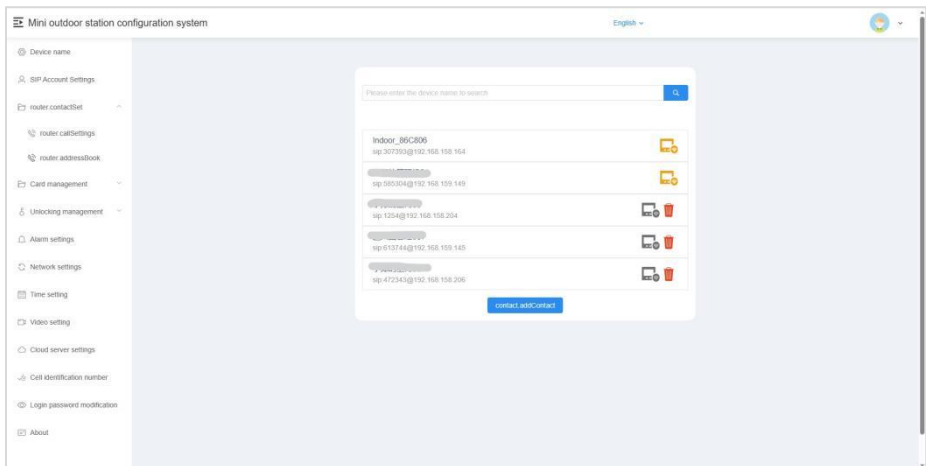 Mini outdoor station configuration system
English
Device name
SIP Account Settings
router.contactSet
router.callSettings
router.addressBook
Card management
Unlocking management
Alarm settings
Network settings
Time setting
Video setting
Cloud server settings
Cell identification number
Login password modification
About
Please enter the device name to search
Indoor_86C806
sip:307393@192.168.158.164
sip:565304@192.168.159.149
sip:1254@192.168.158.204
sip:613744@192.168.159.145
sip:472343@192.168.158.206
contact.addContact